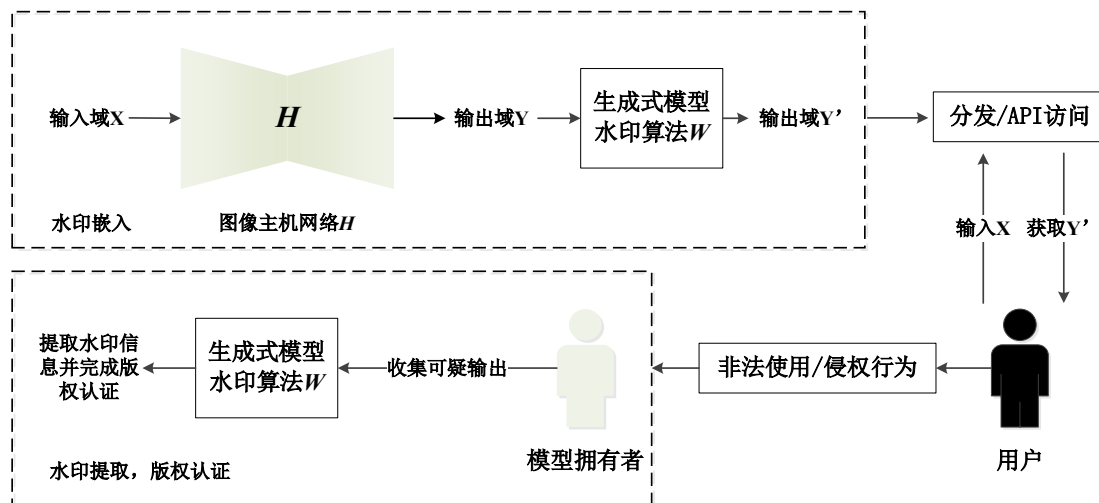 输入域X
H
输出域Y
生成式模型
水印算法W
输出域Y’
分发/API访问
水印嵌入
图像主机网络H
输入X
获取Y’
提取水印信
息并完成版
权认证
生成式模型
水印算法W
收集可疑输出
非法使用/侵权行为
水印提取，版权认证
模型拥有者
用户